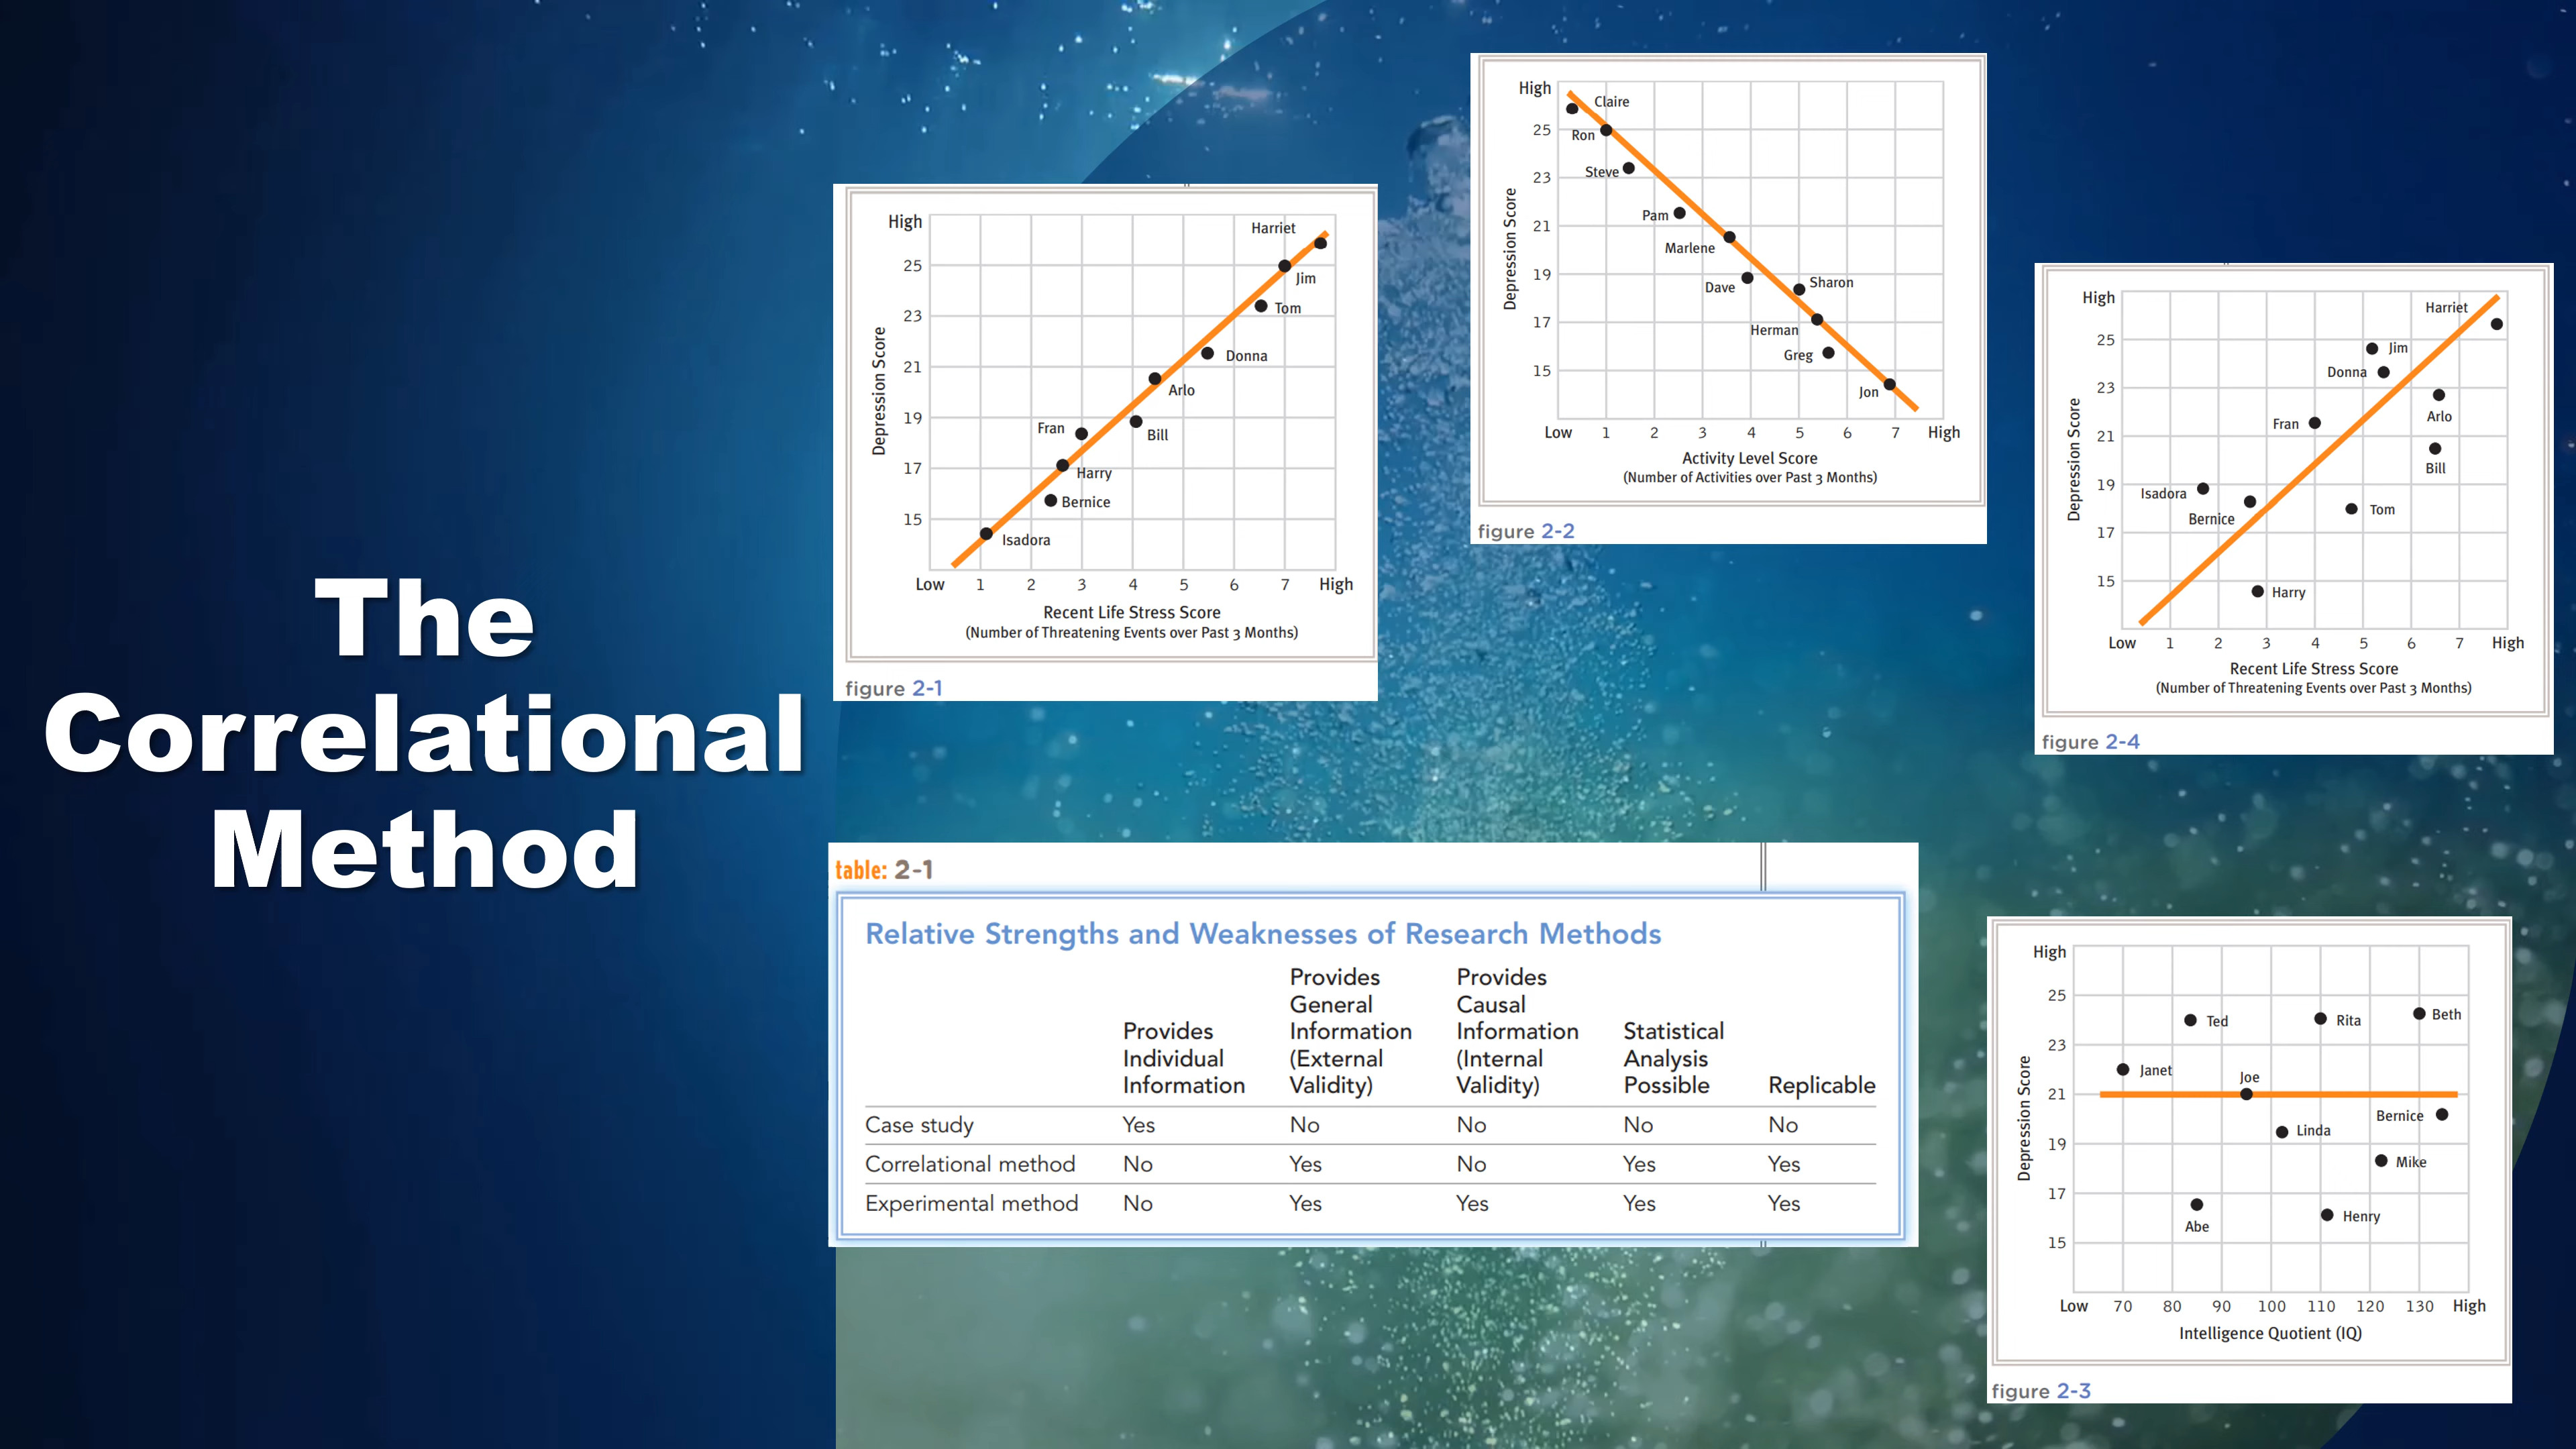 The
Correlational
Method
High
25
23
21
19
17
15
Depression Score
Harriet
Jim
Tom
Donna
Arlo
Fran
Bill
Harry
Bernice
Isadora
Low 1 2 3 4 5 6 7 High
Recent Life Stress Score
(Number of Threatening Events over Past 3 Months)
figure 2-1
High
25
23
21
19
17
15
Depression Score
Claire
Ron
Steve
Pam
Marlene
Dave
Sharon
Herman
Greg
Jon
Low 1 2 3 4 5 6 7 High
Activity Level Score
(Number of Activities over Past 3 Months)
figure 2-2
High
25
23
21
19
17
15
Depression Score
Harriet
Jim
Donna
Arlo
Fran
Bill
Isadora
Bernice
Tom
Harry
Low 1 2 3 4 5 6 7 High
Recent Life Stress Score
(Number of Threatening Events over Past 3 Months)
figure 2-4
table: 2-1
Relative Strengths and Weaknesses of Research Methods
Provides Individual Information
Provides General Information (External Validity)
Provides Causal Information (Internal Validity)
Statistical Analysis Possible
Replicable
Case study Yes No No No No
Correlational method No Yes No Yes Yes
Experimental method No Yes Yes Yes Yes
High
25
23
21
19
17
15
Depression Score
Ted
Rita
Beth
Janet
Joe
Bernice
Linda
Mike
Abe
Henry
Low 70 80 90 100 110 120 130 High
Intelligence Quotient (IQ)
figure 2-3